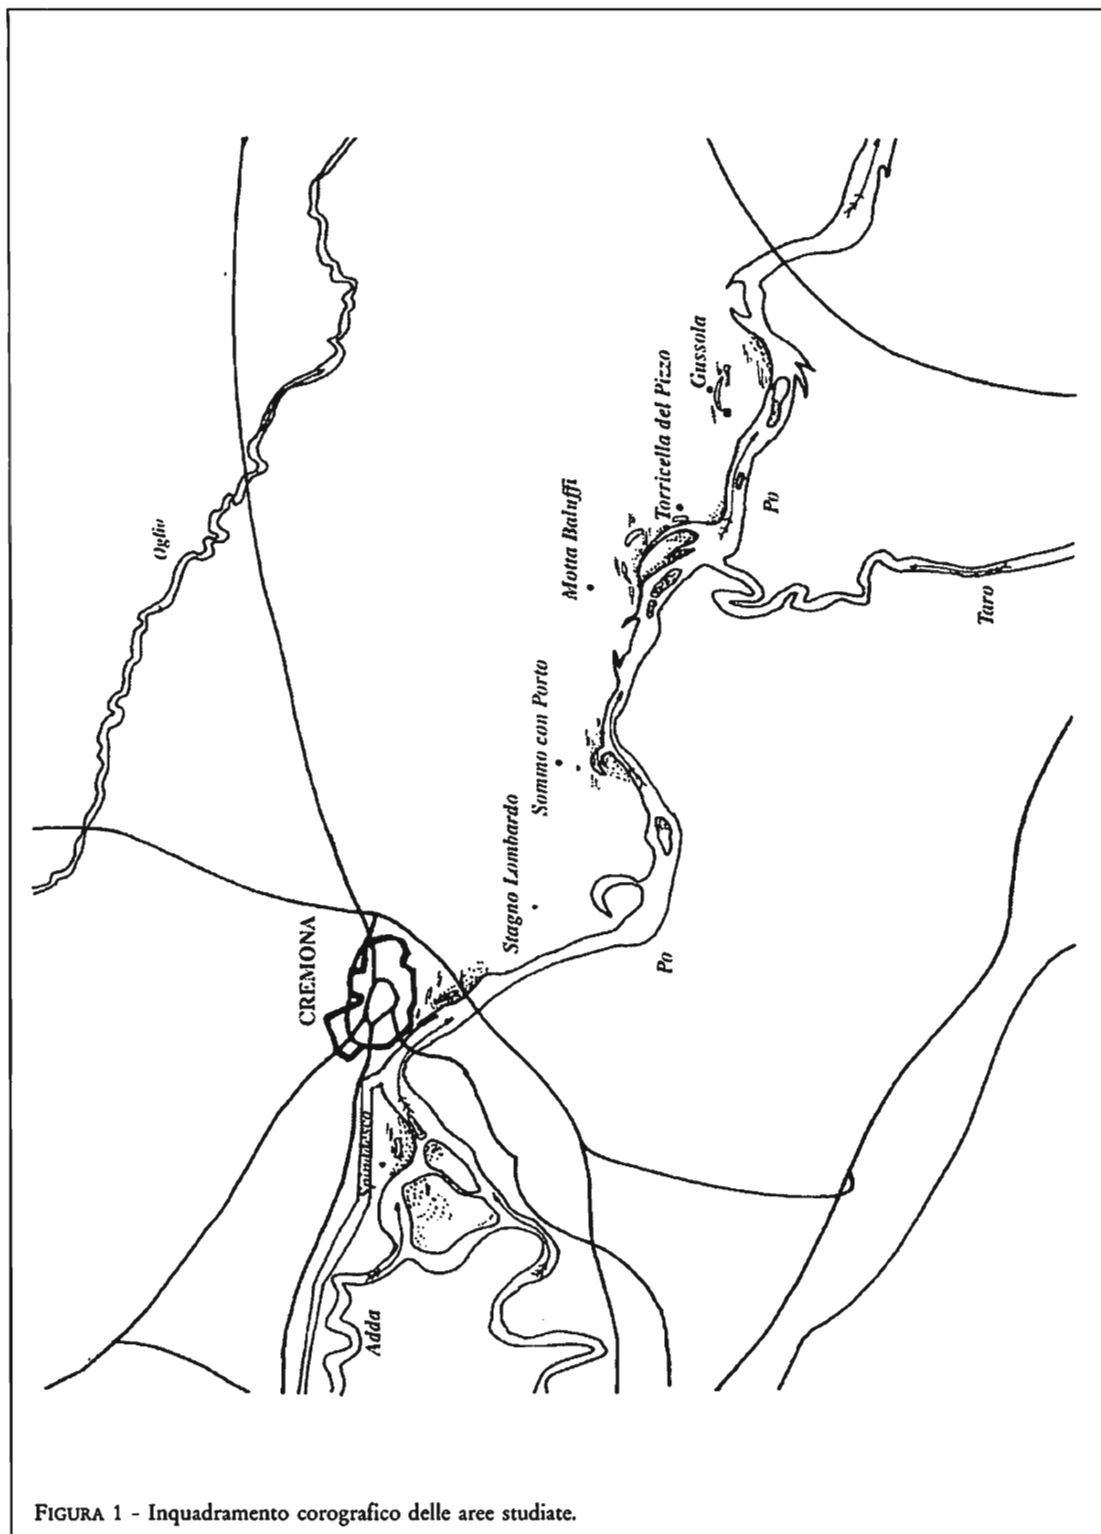 Oglio
Gussola
Torricella del Pizzo
Motta Baluffi
Po
Taro
Sommo con Porto
Stagno Lombardo
CREMONA
Po
Spinadesco
Adda
FIGURA 1 - Inquadramento corografico delle aree studiate.